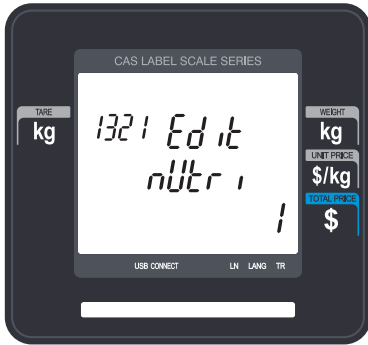 CAS LABEL SCALE SERIES
TARE
kg
1321 Edit
nUtri
1
WEIGHT
kg
UNIT PRICE
$/kg
TOTAL PRICE
$
USB CONNECT LN LANG TR